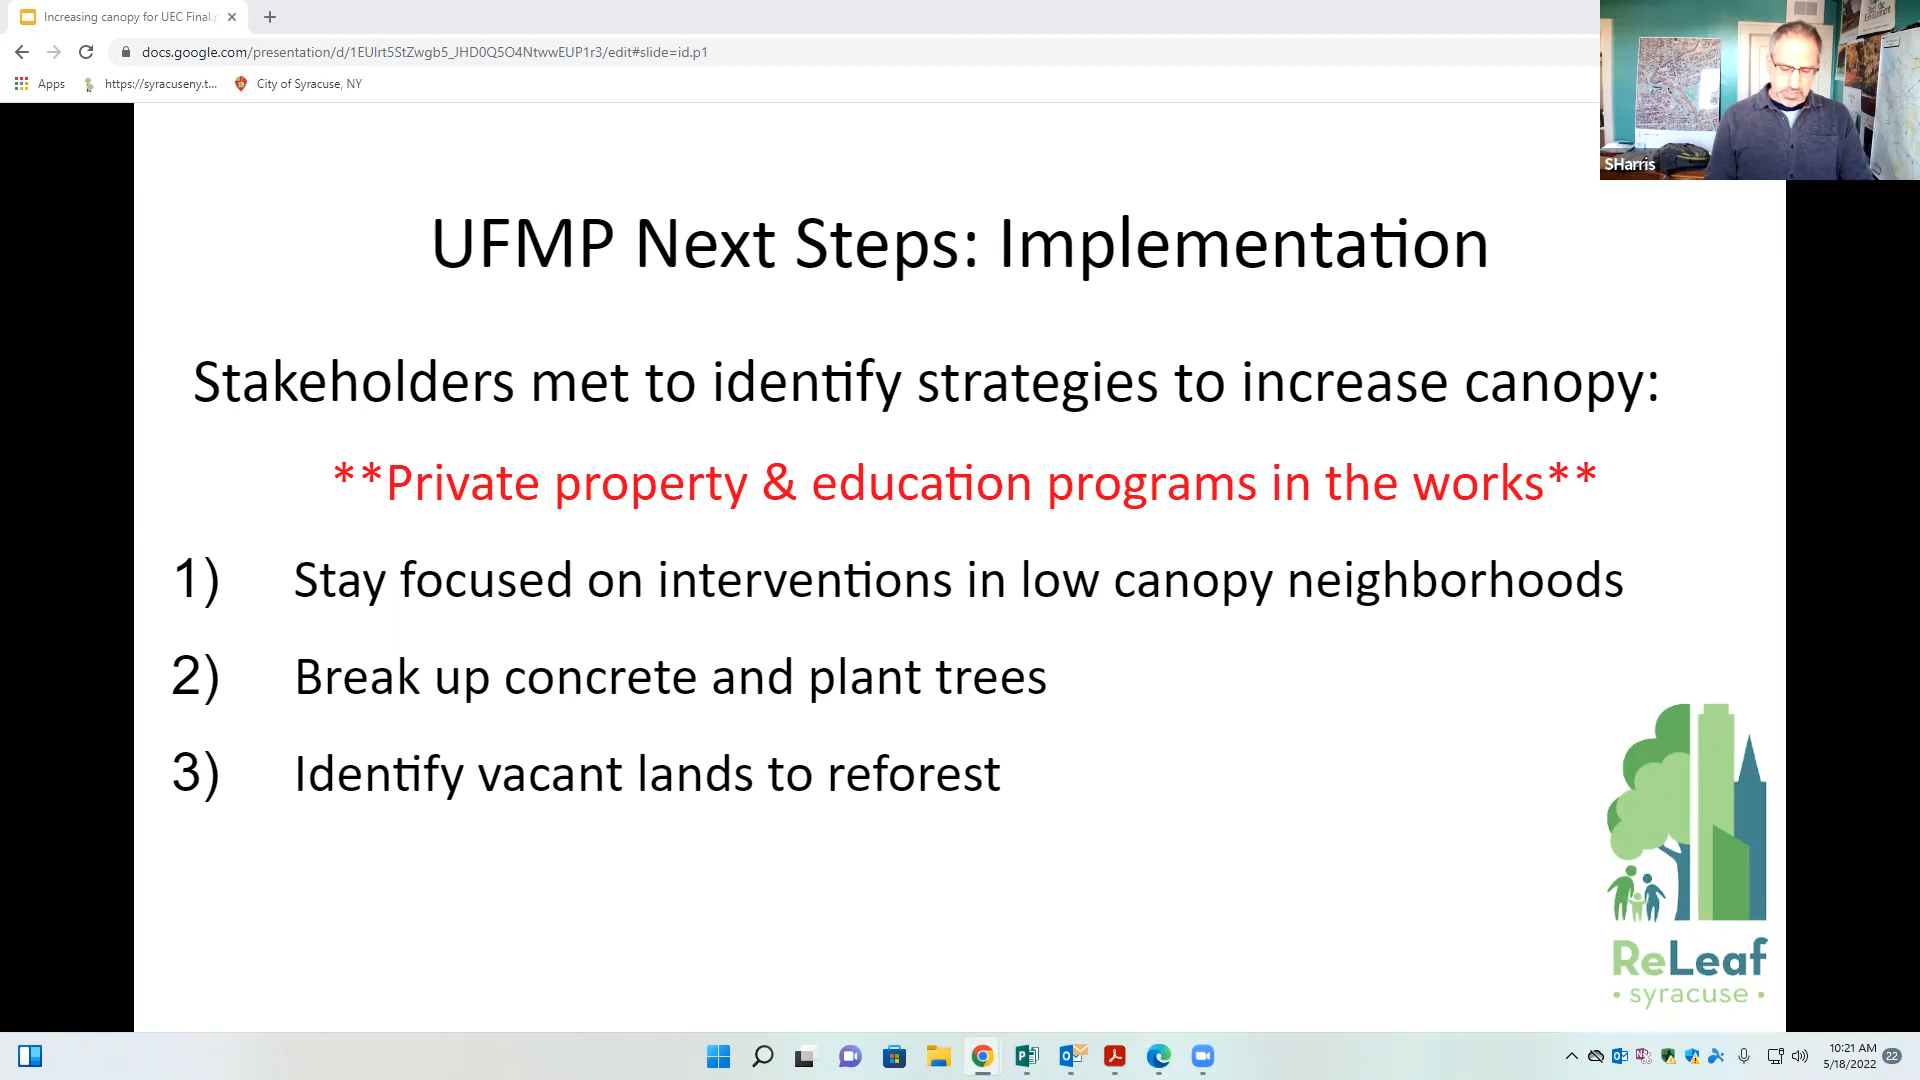 Increasing canopy for UEC Final.p
docs.google.com/presentation/d/1EUlrt5StZwgb5_JHD0Q5O4NtwwEUP1r3/edit#slide=id.p1
Apps
https://syracuseny.t...
City of Syracuse, NY
SHarris
UFMP Next Steps: Implementation
Stakeholders met to identify strategies to increase canopy:
**Private property & education programs in the works**
1) Stay focused on interventions in low canopy neighborhoods
2) Break up concrete and plant trees
3) Identify vacant lands to reforest
ReLeaf
• syracuse •
10:21 AM
5/18/2022
22